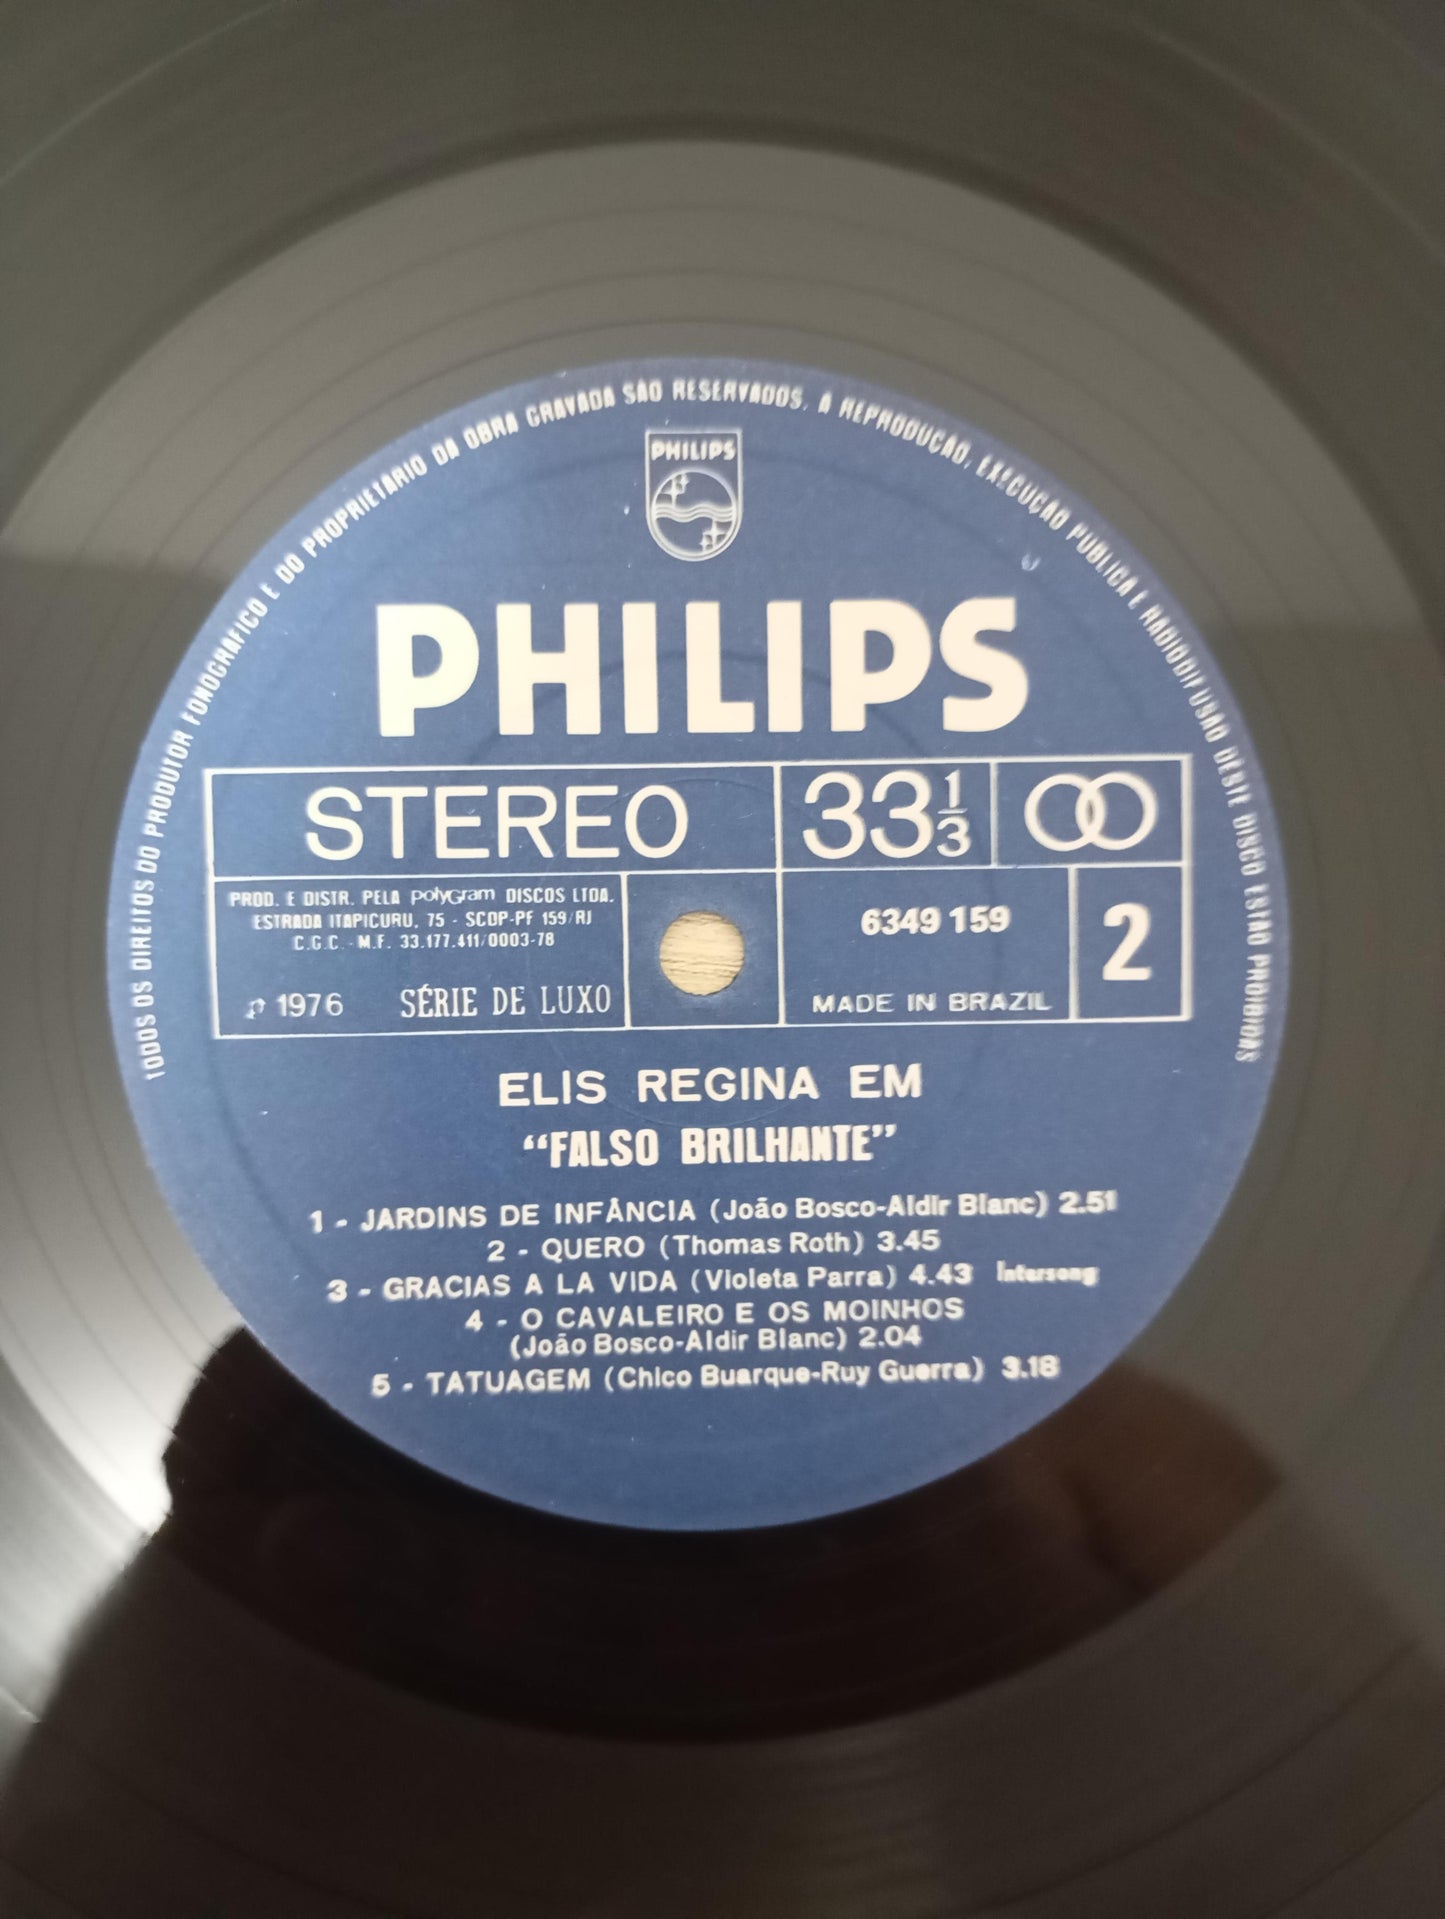 TODOS OS DIREITOS DO PRODUTOR FONOGRAFICO E DO PROPRIETARIO DA OBRA GRAVADA SÃO RESERVADOS. A REPRODUÇÃO, EXECUÇÃO PUBLICA E RADIODIFUSÃO DESTE DISCO ESTÃO PROIBIDAS
PHILIPS
PHILIPS
STEREO 33 1/3
PROD. E DISTR. PELA polyGram DISCOS LTDA.
ESTRADA ITAPICURU, 75 - SCDP-PF 159/RJ
C.G.C. - M.F. 33.177.411/0003-78
℗ 1976 SÉRIE DE LUXO
6349 159
MADE IN BRAZIL
2
ELIS REGINA EM
“FALSO BRILHANTE”
1 - JARDINS DE INFÂNCIA (João Bosco-Aldir Blanc) 2.51
2 - QUERO (Thomas Roth) 3.45
3 - GRACIAS A LA VIDA (Violeta Parra) 4.43 Intersong
4 - O CAVALEIRO E OS MOINHOS
(João Bosco-Aldir Blanc) 2.04
5 - TATUAGEM (Chico Buarque-Ruy Guerra) 3.18